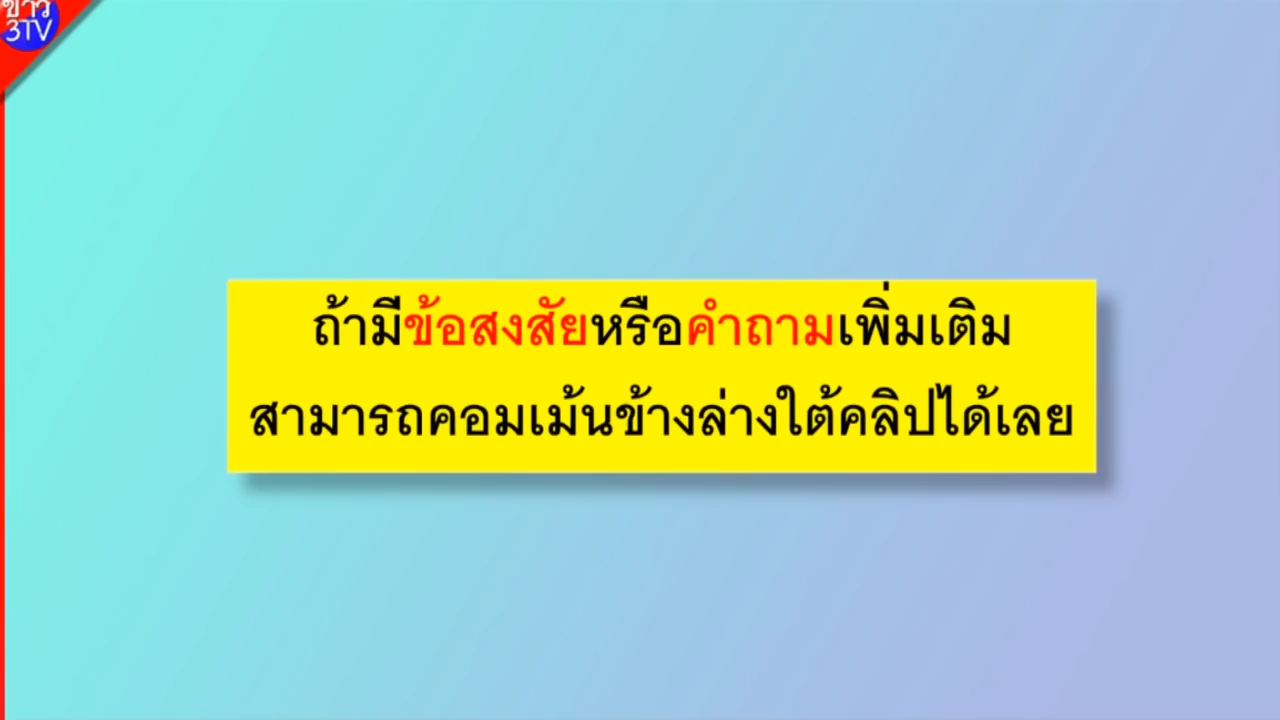 ข่าว
3TV
ถ้ามีข้อสงสัยหรือคำถามเพิ่มเติม
สามารถคอมเม้นข้างล่างใต้คลิปได้เลย